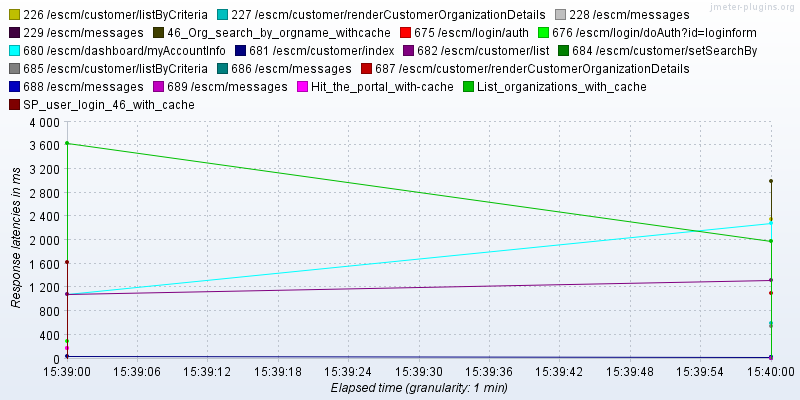 jmeter-plugins.org
226 /escm/customer/listByCriteria 227 /escm/customer/renderCustomerOrganizationDetails 228 /escm/messages
229 /escm/messages 46_Org_search_by_orgname_withcache 675 /escm/login/auth 676 /escm/login/doAuth?id=loginform
680 /escm/dashboard/myAccountInfo 681 /escm/customer/index 682 /escm/customer/list 684 /escm/customer/setSearchBy
685 /escm/customer/listByCriteria 686 /escm/messages 687 /escm/customer/renderCustomerOrganizationDetails
688 /escm/messages 689 /escm/messages Hit_the_portal_with-cache List_organizations_with_cache
SP_user_login_46_with_cache
Response latencies in ms
4 000
3 600
3 200
2 800
2 400
2 000
1 600
1 200
800
400
0
15:39:00 15:39:06 15:39:12 15:39:18 15:39:24 15:39:30 15:39:36 15:39:42 15:39:48 15:39:54 15:40:00
Elapsed time (granularity: 1 min)